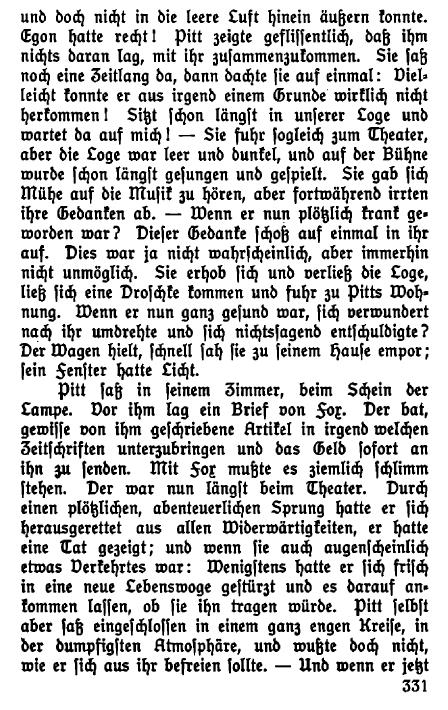 und doch nicht in die leere Luft hinein äußern konnte.
Egon hatte recht! Pitt zeigte geflissentlich, daß ihm
nichts daran lag, mit ihr zusammenzukommen. Sie saß
noch eine Zeitlang da, dann dachte sie auf einmal: Viel-
leicht konnte er aus irgend einem Grunde wirklich nicht
herkommen! Sitzt schon längst in unserer Loge und
wartet da auf mich! — Sie fuhr sogleich zum Theater,
aber die Loge war leer und dunkel, und auf der Bühne
wurde schon längst gesungen und gespielt. Sie gab sich
Mühe auf die Musik zu hören, aber fortwährend irrten
ihre Gedanken ab. — Wenn er nun plötzlich krank ge-
worden war? Dieser Gedanke schoß auf einmal in ihr
auf. Dies war ja nicht wahrscheinlich, aber immerhin
nicht unmöglich. Sie erhob sich und verließ die Loge,
ließ sich eine Droschke kommen und fuhr zu Pitts Woh-
nung. Wenn er nun ganz gesund war, sich verwundert
nach ihr umdrehte und sich nichtssagend entschuldigte?
Der Wagen hielt, schnell sah sie zu seinem Hause empor;
sein Fenster hatte Licht.
Pitt saß in seinem Zimmer, beim Schein der
Lampe. Vor ihm lag ein Brief von Fox. Der bat,
gewisse von ihm geschriebene Artikel in irgend welchen
Zeitschriften unterzubringen und das Geld sofort an
ihn zu senden. Mit Fox mußte es ziemlich schlimm
stehen. Der war nun längst beim Theater. Durch
einen plötzlichen, abenteuerlichen Sprung hatte er sich
herausgerettet aus allen Widerwärtigkeiten, er hatte
eine Tat gezeigt; und wenn sie auch augenscheinlich
etwas Verkehrtes war: Wenigstens hatte er sich frisch
in eine neue Lebenswoge gestürzt und es darauf an-
kommen lassen, ob sie ihn tragen würde. Pitt selbst
aber saß eingeschlossen in einem ganz engen Kreise, in
der dumpfigsten Atmosphäre, und wußte doch nicht,
wie er sich aus ihr befreien sollte. — Und wenn er jetzt
331